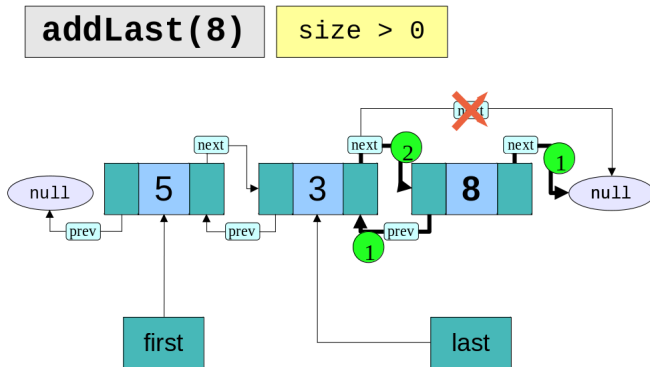 addLast(8)
size > 0
next
next
next
2
next
1
null
5
3
8
null
prev
prev
prev
1
first
last